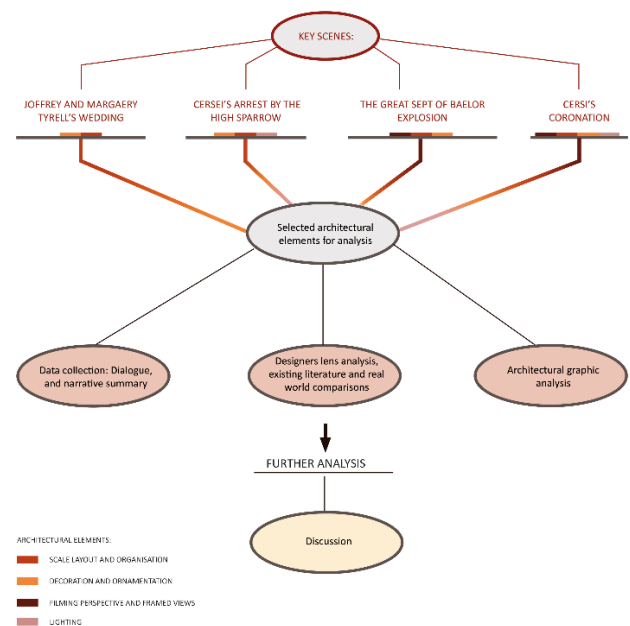 KEY SCENES:
JOFFREY AND MARGAERY
TYRELL'S WEDDING
CERSEI'S ARREST BY THE
HIGH SPARROW
THE GREAT SEPT OF BAELOR
EXPLOSION
CERSI'S
CORONATION
Selected architectural
elements for analysis
Data collection: Dialogue,
and narrative summary
Designers lens analysis,
existing literature and real
world comparisons
Architectural graphic
analysis
FURTHER ANALYSIS
Discussion
ARCHITECTURAL ELEMENTS:
SCALE LAYOUT AND ORGANISATION
DECORATION AND ORNAMENTATION
FILMING PERSPECTIVE AND FRAMED VIEWS
LIGHTING